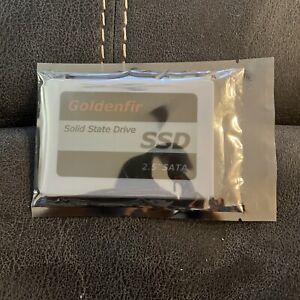 Goldenfir
Solid State Drive
SSD
2.5" SATA